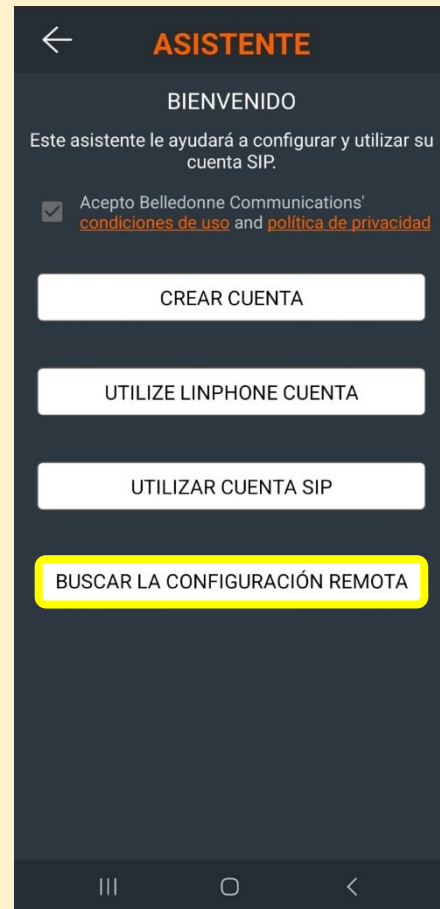 ASISTENTE
BIENVENIDO
Este asistente le ayudará a configurar y utilizar su
cuenta SIP.
Acepto Belledonne Communications'
condiciones de uso and política de privacidad
CREAR CUENTA
UTILIZE LINPHONE CUENTA
UTILIZAR CUENTA SIP
BUSCAR LA CONFIGURACIÓN REMOTA